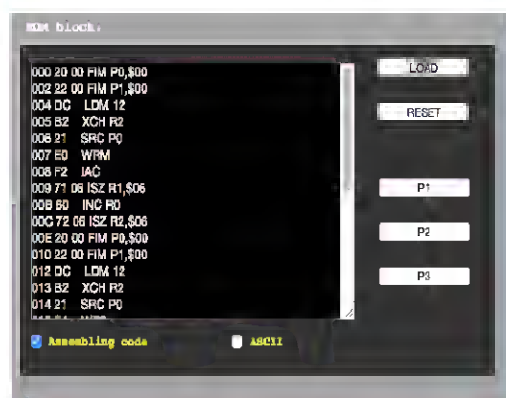 ROM block:
000 20 00 FIM P0,$00
002 22 00 FIM P1,$00
004 DC LDM 12
005 B2 XCH R2
006 21 SRC P0
007 E0 WRM
008 F2 IAC
009 71 06 ISZ R1,$06
00B 60 INC R0
00C 72 06 ISZ R2,$06
00E 20 00 FIM P0,$00
010 22 00 FIM P1,$00
012 DC LDM 12
013 B2 XCH R2
014 21 SRC P0
LOAD
RESET
P1
P2
P3
Assembling code
ASCII